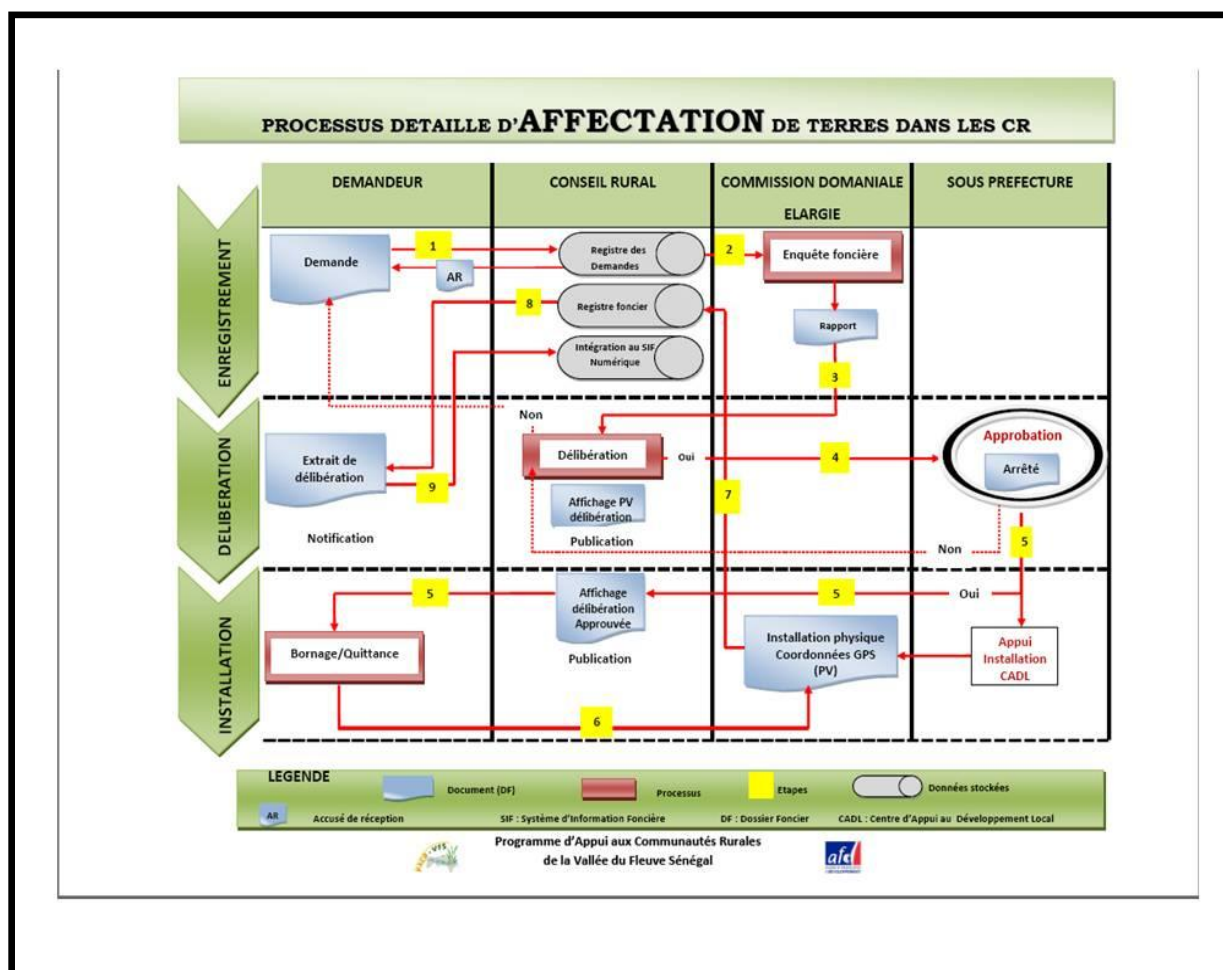 PROCESSUS DETAILLE D'AFFECTATION DE TERRES DANS LES CR
DEMANDEUR
CONSEIL RURAL
COMMISSION DOMANIALE
ELARGIE
SOUS PREFECTURE
ENREGISTREMENT
Demande
1
AR
Registre des
Demandes
2
Enquête foncière
8
Registre foncier
Rapport
Intégration au SIF
Numérique
3
DELIBERATION
Non
Extrait de
délibération
9
Délibération
Oui
4
Approbation
Arrêté
7
Affichage PV
délibération
Notification
Publication
Non
5
INSTALLATION
5
Affichage
délibération
Approuvée
5
Oui
Bornage/Quittance
Publication
Installation physique
Coordonnées GPS
(PV)
Appui
Installation
CADL
6
LEGENDE
Document (DF)
Processus
Etapes
Données stockées
AR
Accusé de réception
SIF : Système d'Information Foncière
DF : Dossier Foncier
CADL : Centre d'Appui au Développement Local
Programme d'Appui aux Communautés Rurales
de la Vallée du Fleuve Sénégal
afd